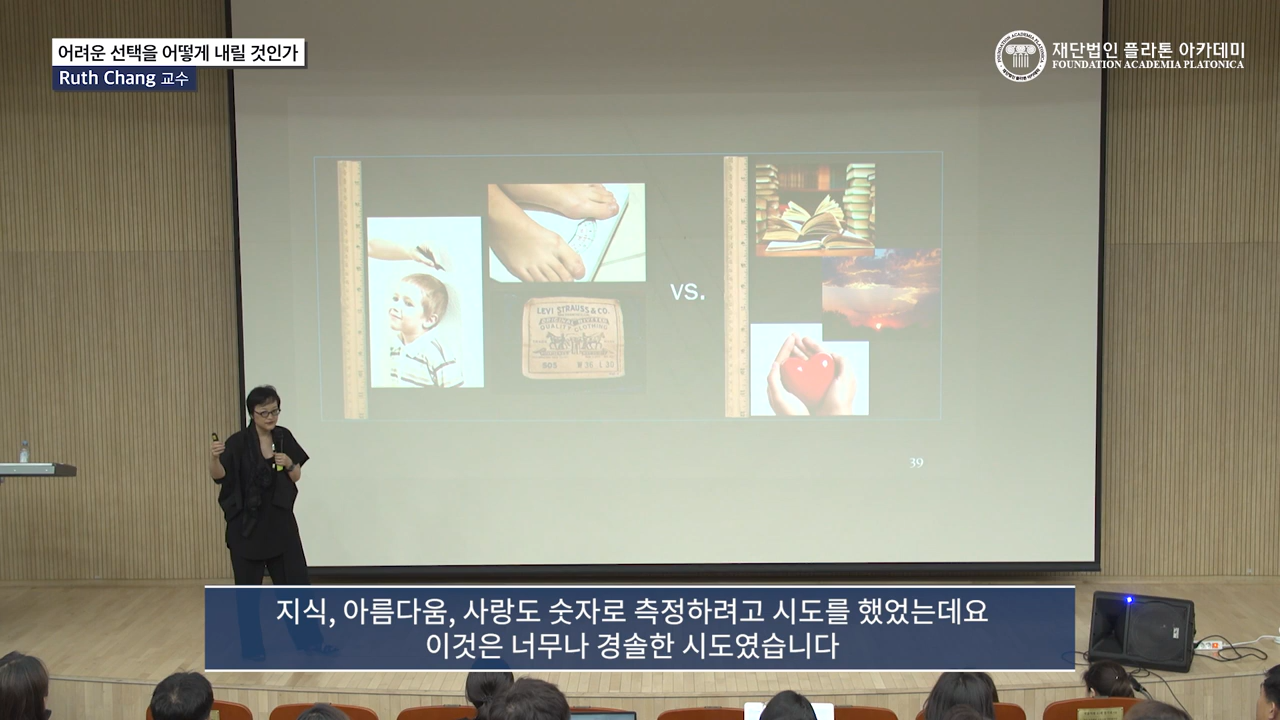 어려운 선택을 어떻게 내릴 것인가
Ruth Chang 교수
재단법인 플라톤 아카데미
FOUNDATION ACADEMIA PLATONICA
LEVI STRAUSS & CO.
QUALITY CLOTHING
vs.
39
지식, 아름다움, 사랑도 숫자로 측정하려고 시도를 했었는데요
이것은 너무나 경솔한 시도였습니다